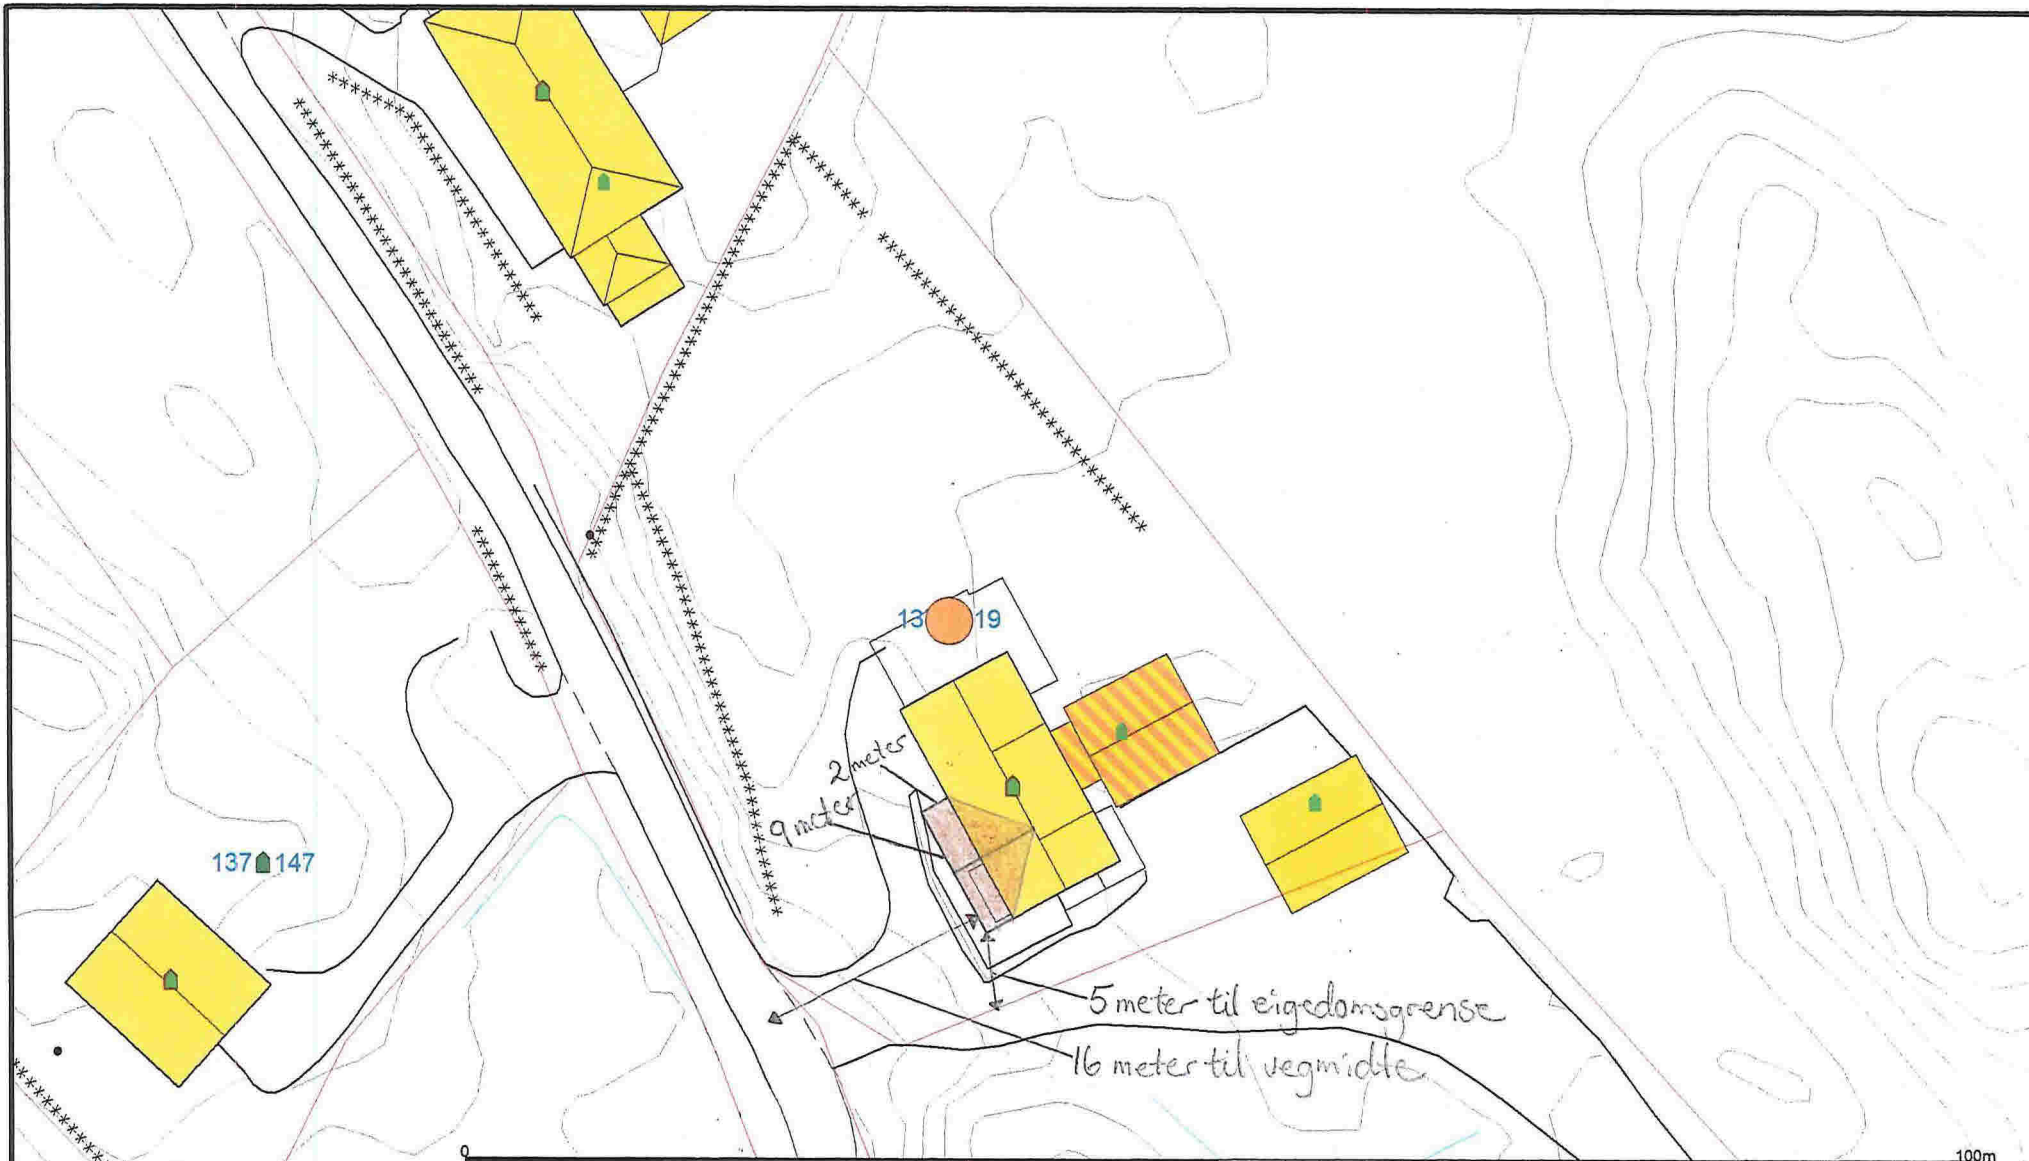 13 19
2 meter
9 meter
137 147
5 meter til eigedomsgrense
16 meter til vegmidte
0
100m